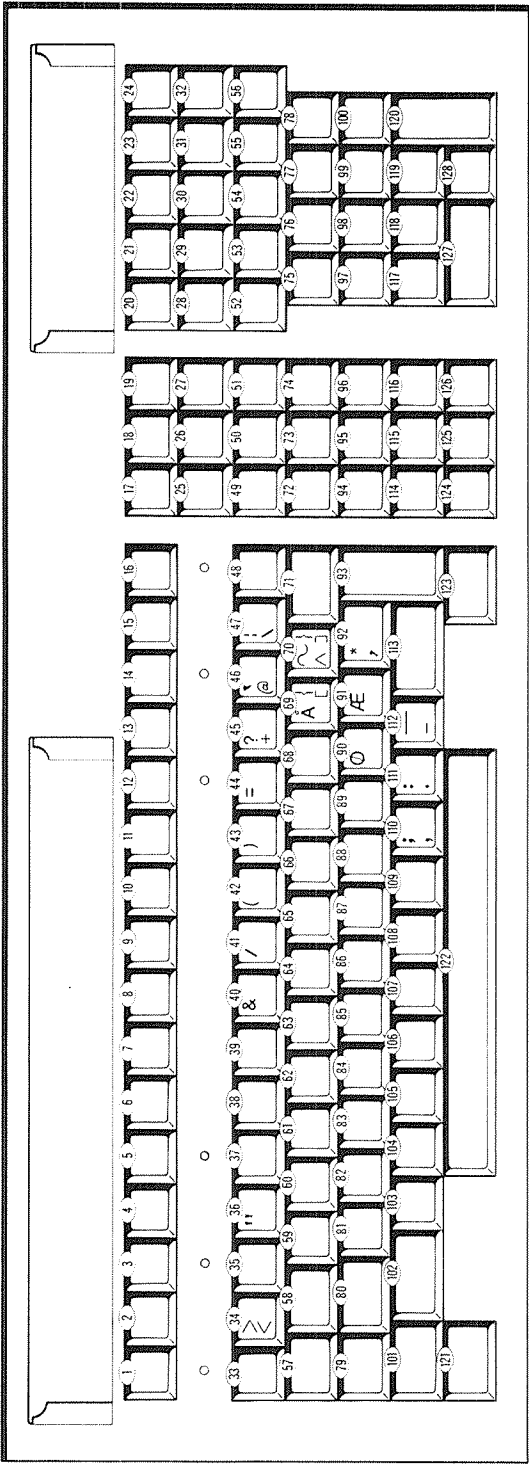 1 2 3 4 5 6 7 8 9 10 11 12 13 14 15 16 17 18 19 20 21 22 23 24
25 26 27 28 29 30 31 32
33 34 35 36 37 38 39 40 41 42 43 44 45 46 47 48 49 50 51 52 53 54 55 56
> < " & / ( ) = ? + @ \
57 58 59 60 61 62 63 64 65 66 67 68 69 70 71 72 73 74 75 76 77 78
Å } [ ~ ^ ]
79 80 81 82 83 84 85 86 87 88 89 90 91 92 93 94 95 96 97 98 99 100
Ø Æ * ,
101 102 103 104 105 106 107 108 109 110 111 112 113 114 115 116 117 118 119 120
; , : . _
121 122 123 124 125 126 127 128